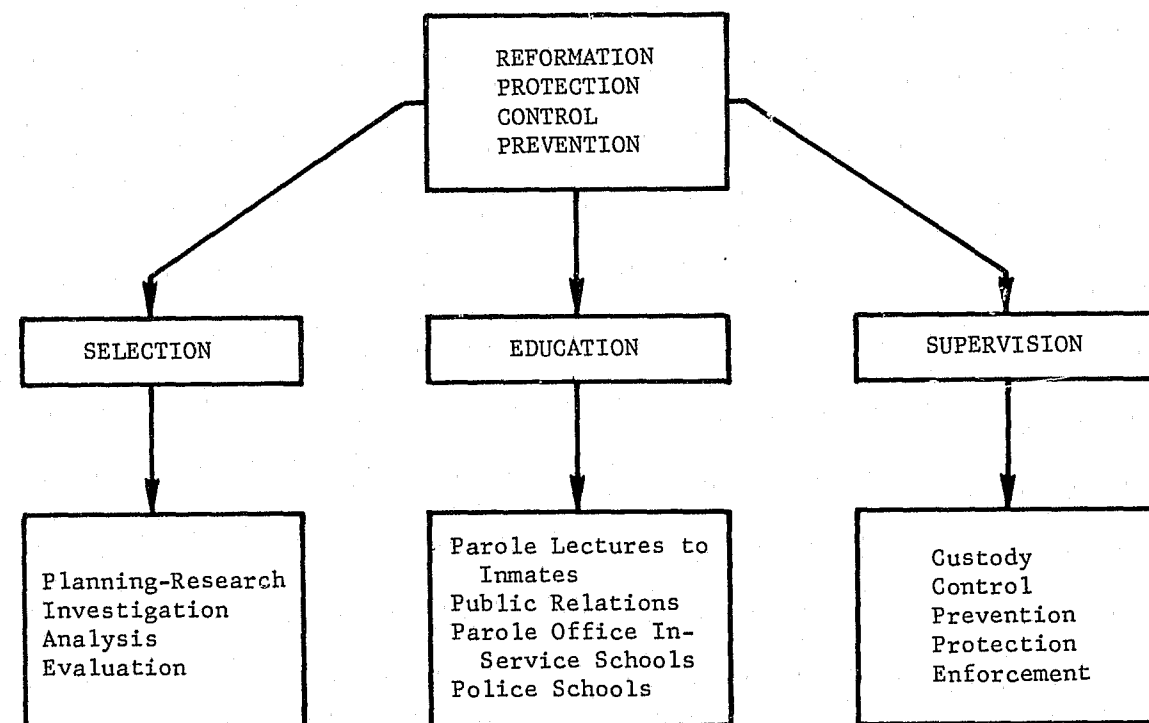 REFORMATION
PROTECTION
CONTROL
PREVENTION
SELECTION
EDUCATION
SUPERVISION
Planning-Research
Investigation
Analysis
Evaluation
Parole Lectures to
Inmates
Public Relations
Parole Office In-
Service Schools
Police Schools
Custody
Control
Prevention
Protection
Enforcement